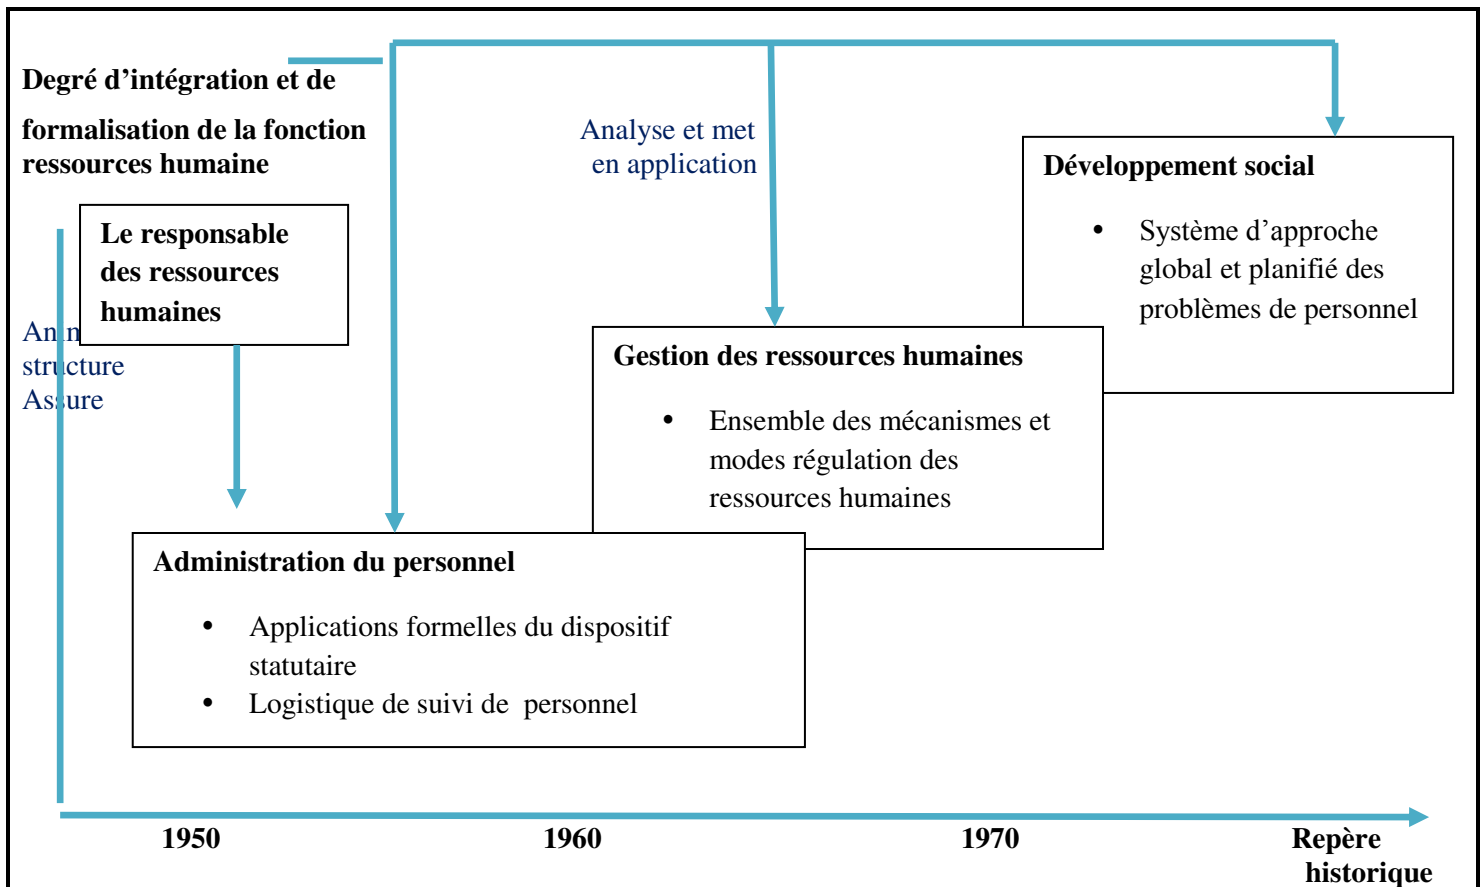 Degré d’intégration et de
formalisation de la fonction
ressources humaine
Analyse et met
en application
Développement social
• Système d’approche
global et planifié des
problèmes de personnel
Le responsable
des ressources
humaines
structure
Assure
Gestion des ressources humaines
• Ensemble des mécanismes et
modes régulation des
ressources humaines
Administration du personnel
• Applications formelles du dispositif
statutaire
• Logistique de suivi de personnel
1950 1960 1970 Repère
historique